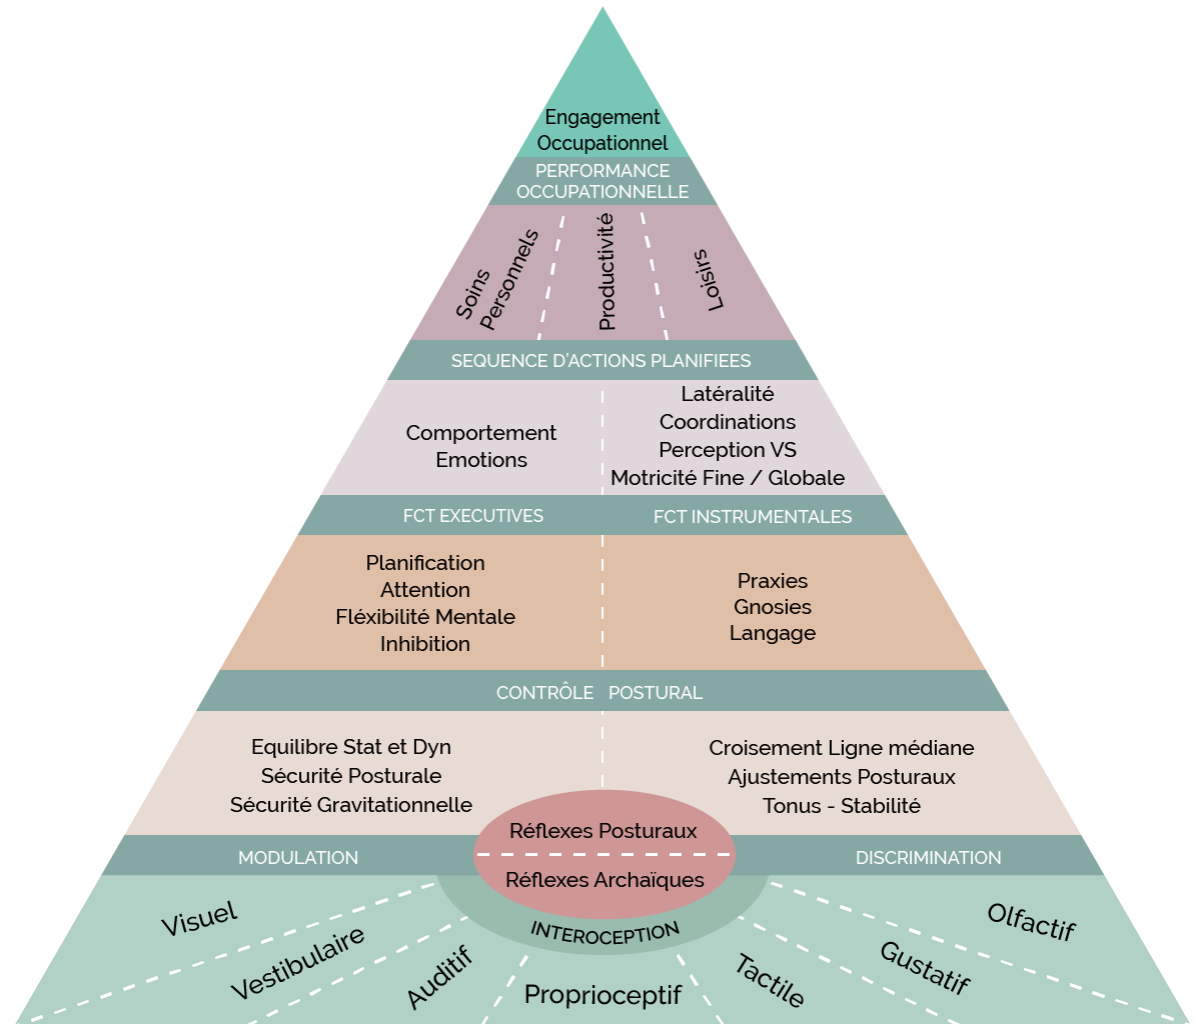 Engagement
Occupationnel
PERFORMANCE
OCCUPATIONNELLE
Soins
Personnels
Productivité
Loisirs
SEQUENCE D'ACTIONS PLANIFIEES
Comportement
Emotions
Latéralité
Coordinations
Perception VS
Motricité Fine / Globale
FCT EXECUTIVES
FCT INSTRUMENTALES
Planification
Attention
Fléxibilité Mentale
Inhibition
Praxies
Gnosies
Langage
CONTRÔLE POSTURAL
Equilibre Stat et Dyn
Sécurité Posturale
Sécurité Gravitationnelle
Croisement Ligne médiane
Ajustements Posturaux
Tonus - Stabilité
Réflexes Posturaux
Réflexes Archaïques
MODULATION
DISCRIMINATION
INTEROCEPTION
Visuel
Vestibulaire
Auditif
Proprioceptif
Tactile
Gustatif
Olfactif